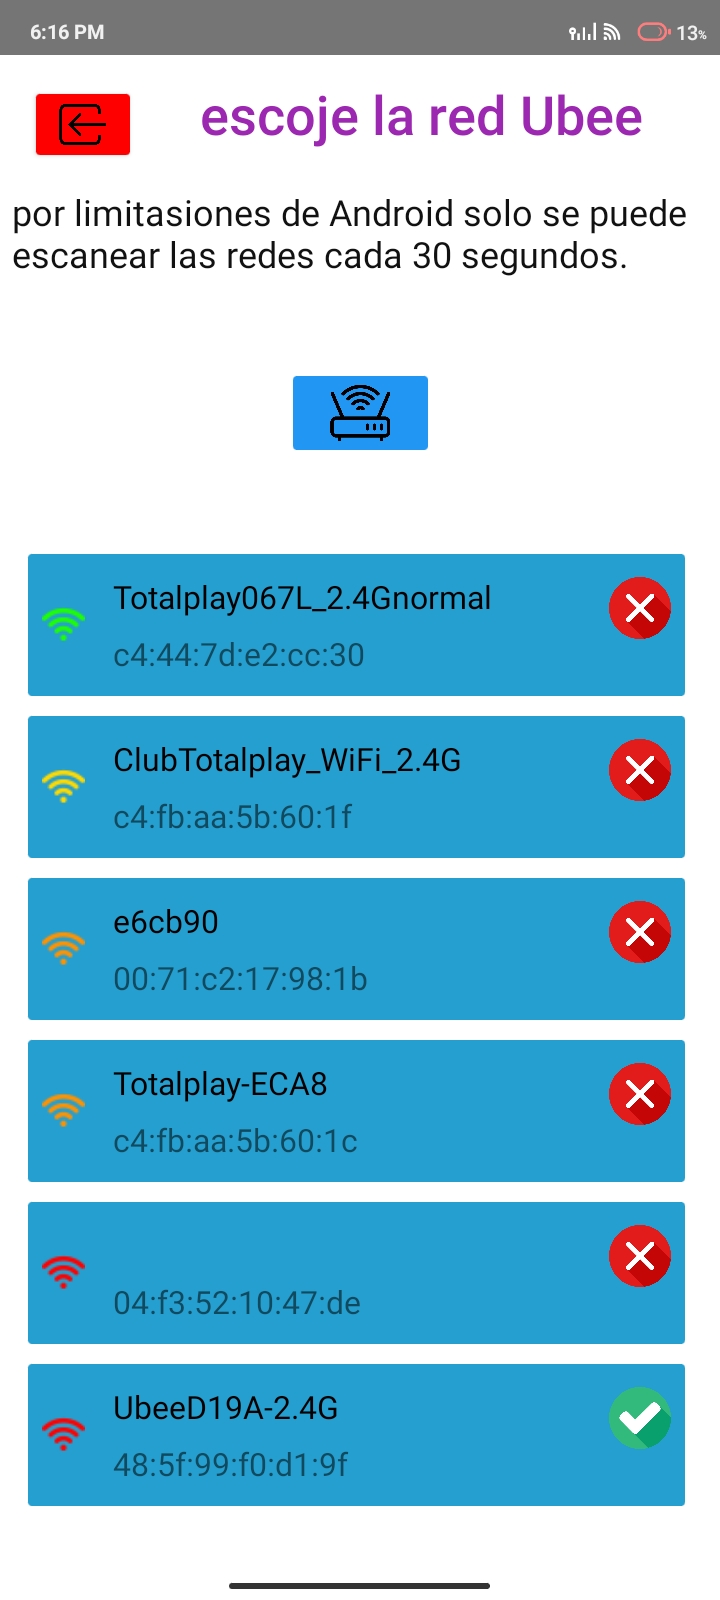 6:16 PM
13%
escoje la red Ubee
por limitasiones de Android solo se puede
escanear las redes cada 30 segundos.
Totalplay067L_2.4Gnormal
c4:44:7d:e2:cc:30
ClubTotalplay_WiFi_2.4G
c4:fb:aa:5b:60:1f
e6cb90
00:71:c2:17:98:1b
Totalplay-ECA8
c4:fb:aa:5b:60:1c
04:f3:52:10:47:de
UbeeD19A-2.4G
48:5f:99:f0:d1:9f